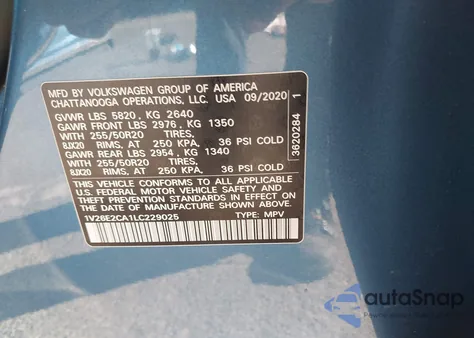 MFD BY VOLKSWAGEN GROUP OF AMERICA
CHATTANOOGA OPERATIONS, LLC. USA 09/2020 1
GVWR LBS 5820, KG 2640
GAWR FRONT LBS 2976, KG 1350
WITH 255/50R20 TIRES,
8JX20 RIMS, AT 250 KPA, 36 PSI COLD
GAWR REAR LBS 2954, KG 1340
WITH 255/50R20 TIRES,
8JX20 RIMS, AT 250 KPA, 36 PSI COLD
THIS VEHICLE CONFORMS TO ALL APPLICABLE
U.S. FEDERAL MOTOR VEHICLE SAFETY AND
THEFT PREVENTION STANDARDS IN EFFECT
ON THE DATE OF MANUFACTURE SHOWN ABOVE.
1V28E2CA1LC229025 TYPE: MPV
3620284
autoSnap